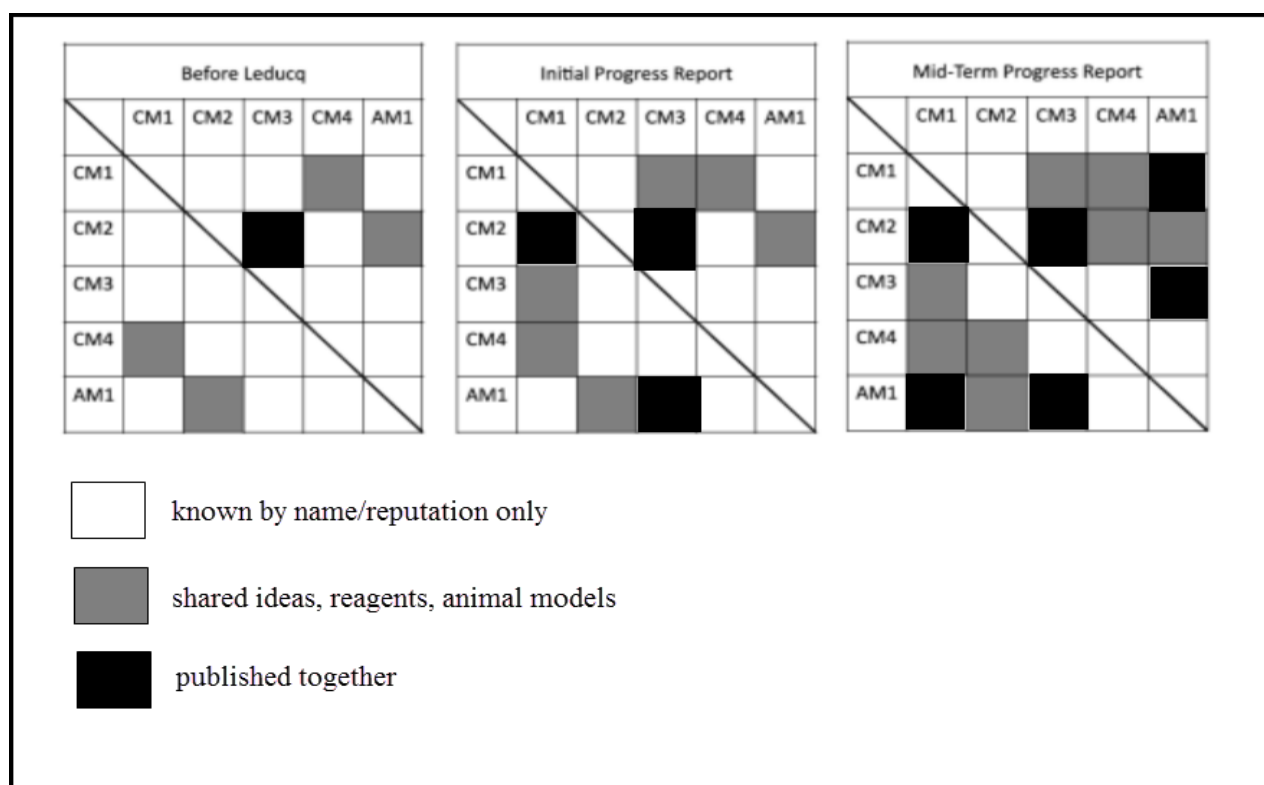 Before Leducq
CM1 CM2 CM3 CM4 AM1
CM1
CM2
CM3
CM4
AM1
Initial Progress Report
CM1 CM2 CM3 CM4 AM1
CM1
CM2
CM3
CM4
AM1
Mid-Term Progress Report
CM1 CM2 CM3 CM4 AM1
CM1
CM2
CM3
CM4
AM1
known by name/reputation only
shared ideas, reagents, animal models
published together